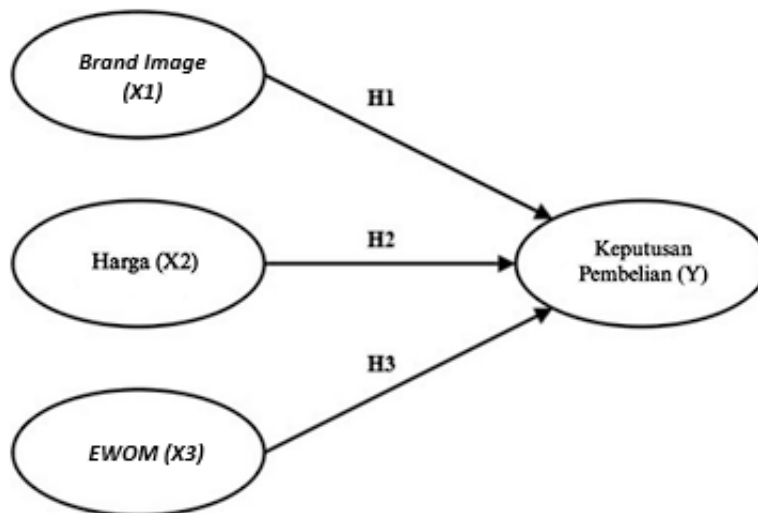 Brand Image
(X1)
H1
Harga (X2)
H2
Keputusan
Pembelian (Y)
H3
EWOM (X3)